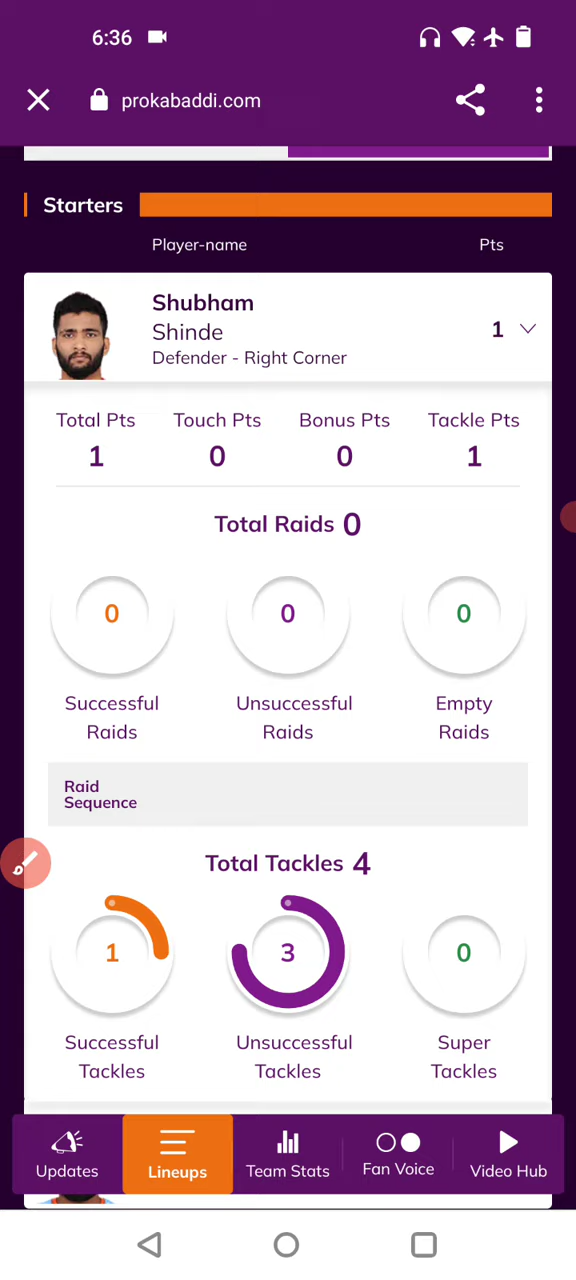 6:36
prokabaddi.com
Starters
Player-name Pts
Shubham
Shinde 1
Defender - Right Corner
Total Pts Touch Pts Bonus Pts Tackle Pts
1 0 0 1
Total Raids 0
0 0 0
Successful Unsuccessful Empty
Raids Raids Raids
Raid
Sequence
Total Tackles 4
1 3 0
Successful Unsuccessful Super
Tackles Tackles Tackles
Updates Lineups Team Stats Fan Voice Video Hub